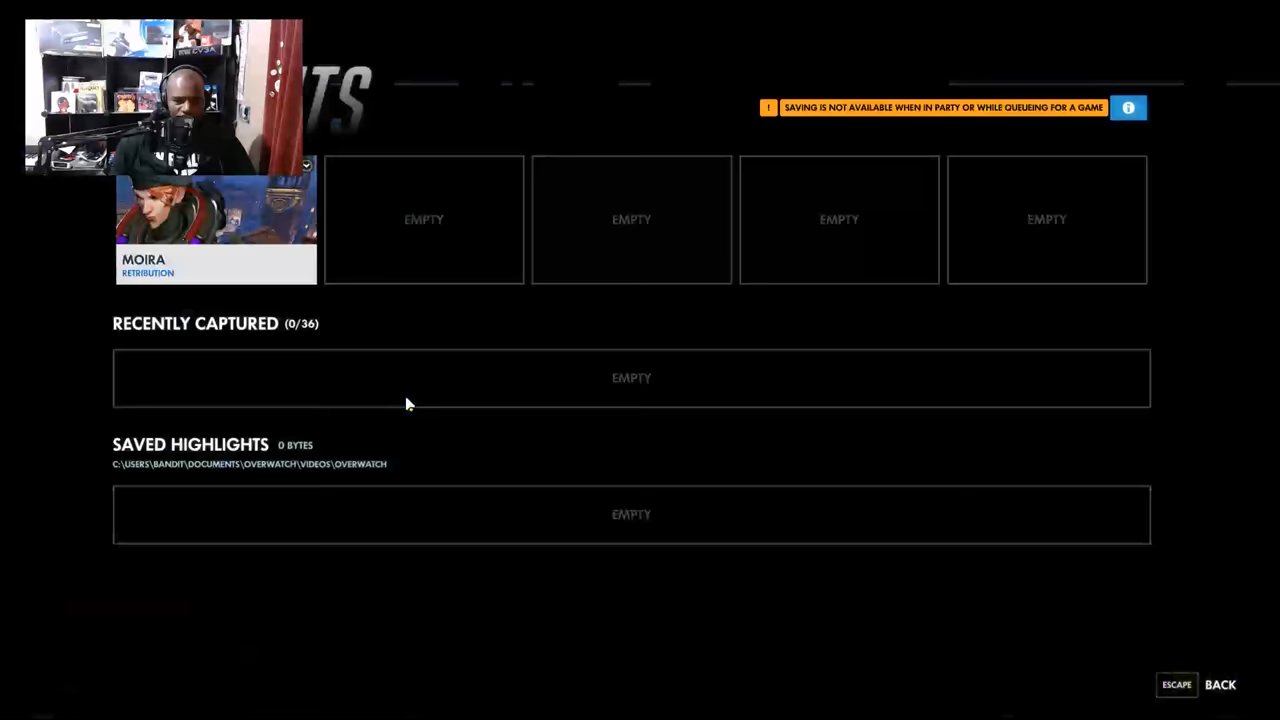 TS
! SAVING IS NOT AVAILABLE WHEN IN PARTY OR WHILE QUEUEING FOR A GAME
MOIRA
RETRIBUTION
EMPTY
EMPTY
EMPTY
EMPTY
RECENTLY CAPTURED (0/36)
EMPTY
SAVED HIGHLIGHTS 0 BYTES
C:\USERS\BANDIT\DOCUMENTS\OVERWATCH\VIDEOS\OVERWATCH
EMPTY
ESCAPE BACK